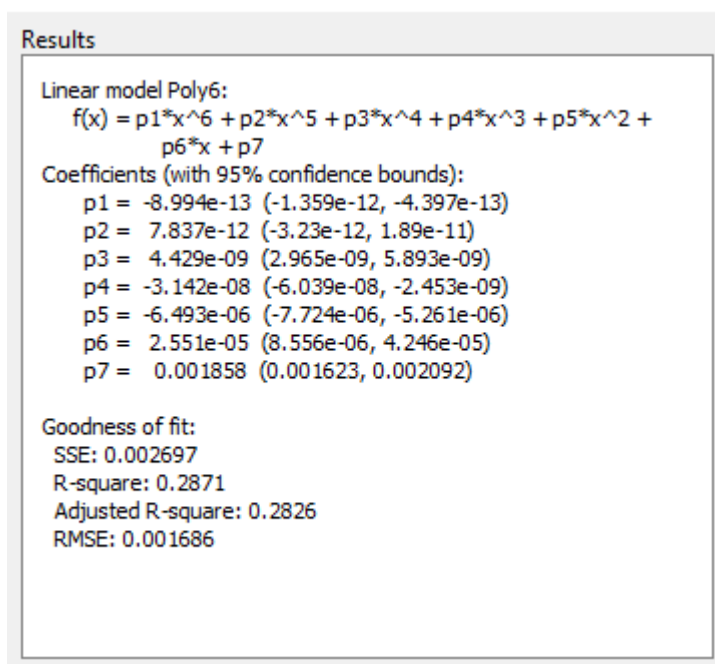 Results
Linear model Poly6:
f(x) = p1*x^6 + p2*x^5 + p3*x^4 + p4*x^3 + p5*x^2 +
p6*x + p7
Coefficients (with 95% confidence bounds):
p1 = -8.994e-13 (-1.359e-12, -4.397e-13)
p2 = 7.837e-12 (-3.23e-12, 1.89e-11)
p3 = 4.429e-09 (2.965e-09, 5.893e-09)
p4 = -3.142e-08 (-6.039e-08, -2.453e-09)
p5 = -6.493e-06 (-7.724e-06, -5.261e-06)
p6 = 2.551e-05 (8.556e-06, 4.246e-05)
p7 = 0.001858 (0.001623, 0.002092)
Goodness of fit:
SSE: 0.002697
R-square: 0.2871
Adjusted R-square: 0.2826
RMSE: 0.001686